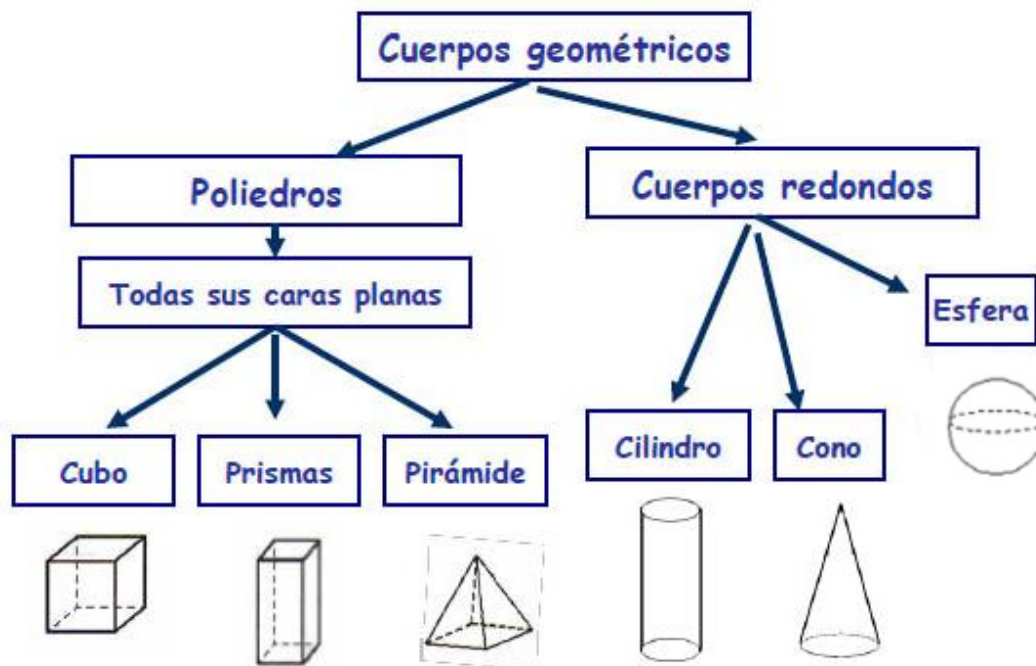 Cuerpos geométricos
Poliedros
Cuerpos redondos
Todas sus caras planas
Esfera
Cubo
Prismas
Pirámide
Cilindro
Cono